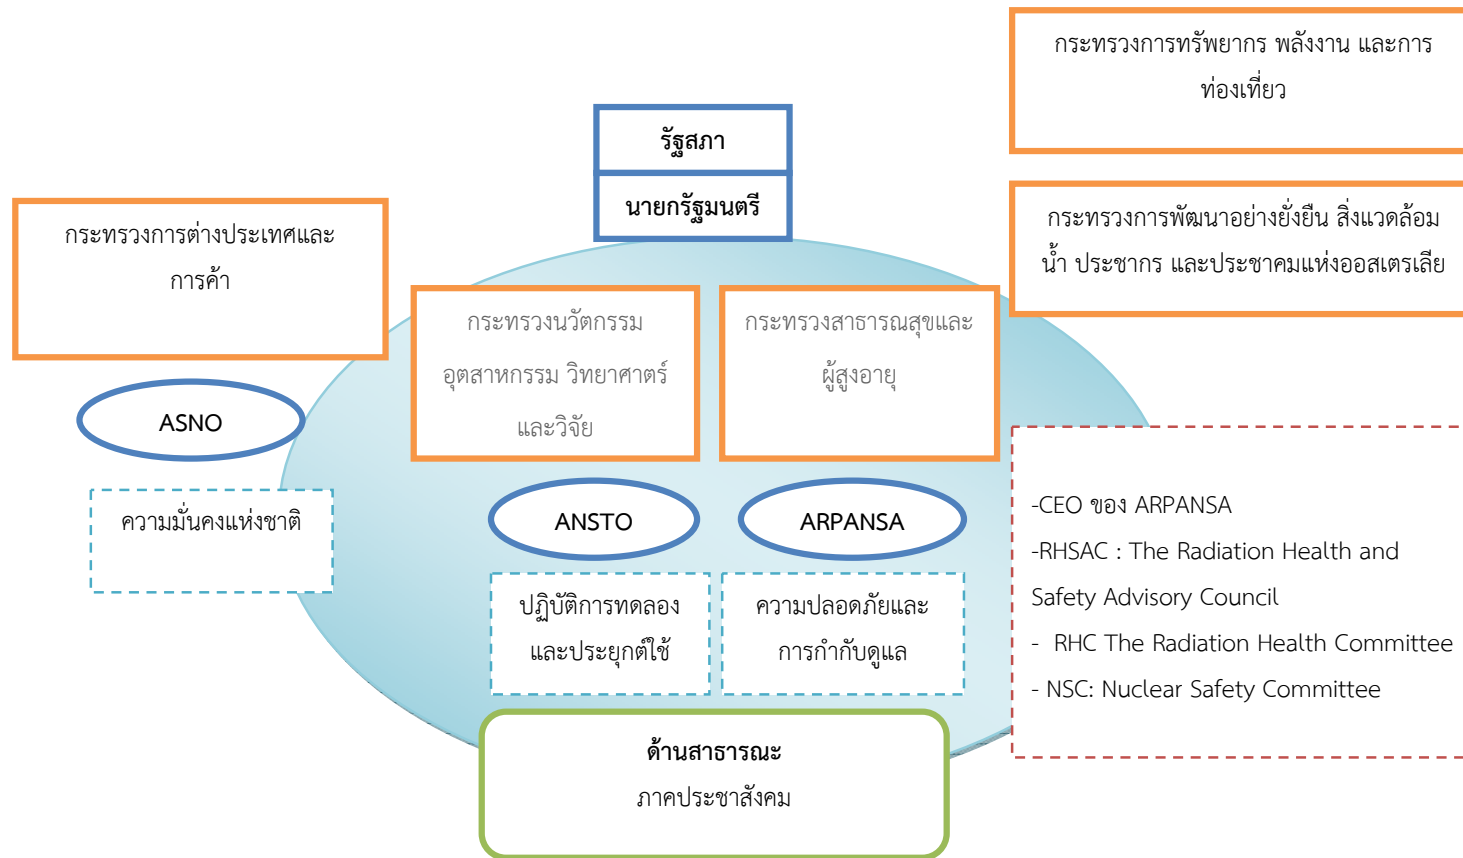 กระทรวงการทรัพยากร พลังงาน และการ
ท่องเที่ยว
รัฐสภา
นายกรัฐมนตรี
กระทรวงการพัฒนาอย่างยั่งยืน สิ่งแวดล้อม
น้ำ ประชากร และประชาคมแห่งออสเตรเลีย
กระทรวงการต่างประเทศและ
การค้า
กระทรวงนวัตกรรม
อุตสาหกรรม วิทยาศาตร์
และวิจัย
กระทรวงสาธารณสุขและ
ผู้สูงอายุ
ASNO
ความมั่นคงแห่งชาติ
ANSTO
ARPANSA
ปฏิบัติการทดลอง
และประยุกต์ใช้
ความปลอดภัยและ
การกำกับดูแล
-CEO ของ ARPANSA
-RHSAC : The Radiation Health and
Safety Advisory Council
- RHC The Radiation Health Committee
- NSC: Nuclear Safety Committee
ด้านสาธารณะ
ภาคประชาสังคม